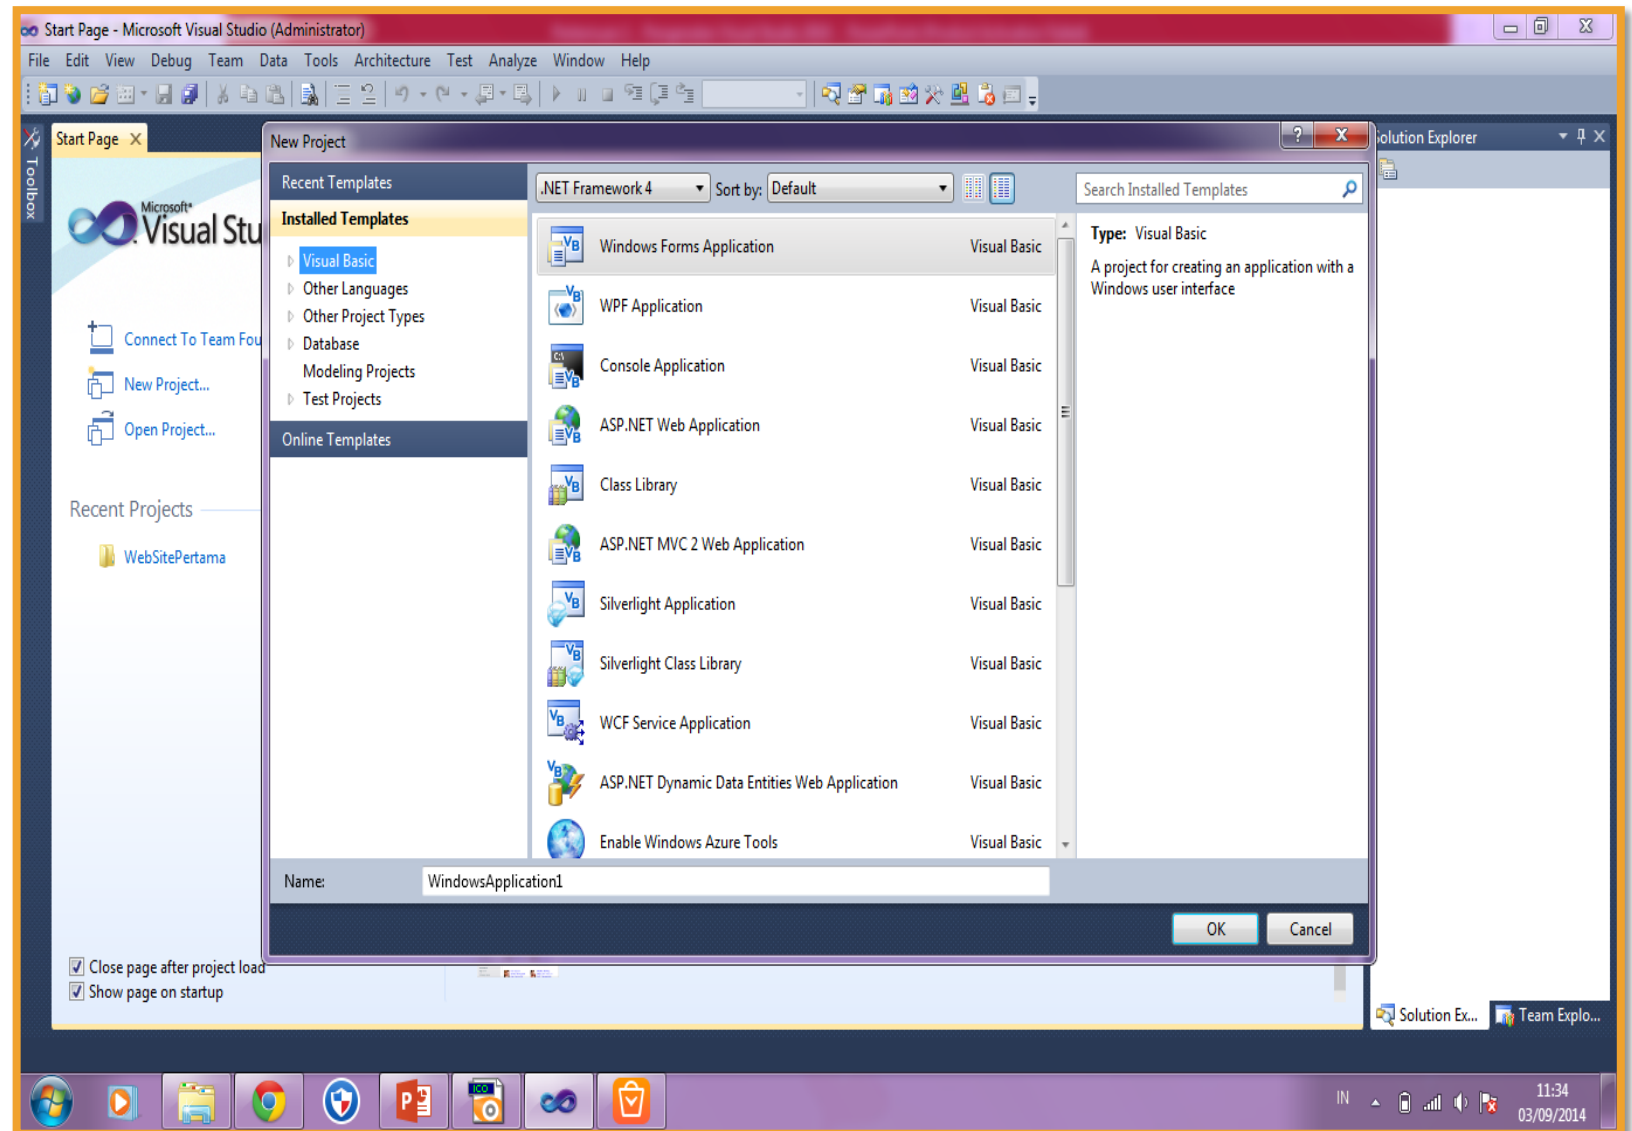 Start Page - Microsoft Visual Studio (Administrator)
File Edit View Debug Team Data Tools Architecture Test Analyze Window Help
Toolbox
Start Page
Microsoft
Visual Stu
Connect To Team Fou
New Project...
Open Project...
Recent Projects
WebSitePertama
Close page after project load
Show page on startup
New Project
Recent Templates
Installed Templates
Visual Basic
Other Languages
Other Project Types
Database
Modeling Projects
Test Projects
Online Templates
.NET Framework 4 Sort by: Default
Search Installed Templates
Windows Forms Application Visual Basic
WPF Application Visual Basic
Console Application Visual Basic
ASP.NET Web Application Visual Basic
Class Library Visual Basic
ASP.NET MVC 2 Web Application Visual Basic
Silverlight Application Visual Basic
Silverlight Class Library Visual Basic
WCF Service Application Visual Basic
ASP.NET Dynamic Data Entities Web Application Visual Basic
Enable Windows Azure Tools Visual Basic
Type: Visual Basic
A project for creating an application with a
Windows user interface
Name: WindowsApplication1
OK Cancel
Solution Explorer
Solution Ex... Team Explo...
IN
11:34
03/09/2014